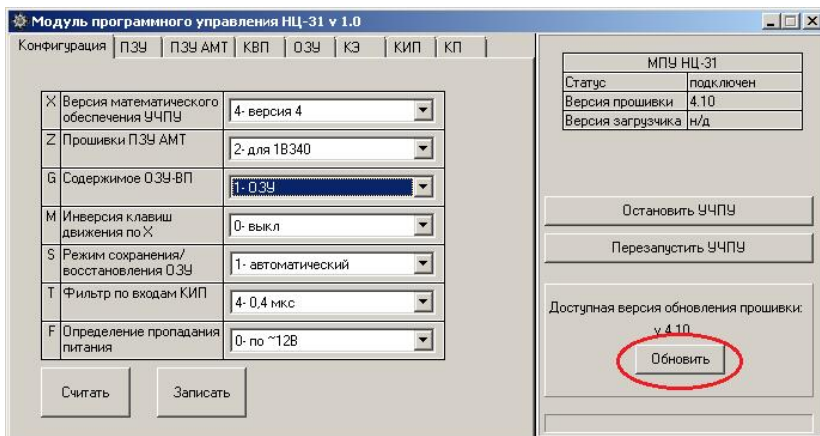 Модуль программного управления НЦ-31 v 1.0
Конфигурация ПЗУ ПЗУ АМТ КВП ОЗУ КЭ КИП КП
X Версия математического обеспечения УЧПУ 4- версия 4
Z Прошивки ПЗУ АМТ 2- для 1В340
G Содержимое ОЗУ-ВП 1- ОЗУ
M Инверсия клавиш движения по X 0- выкл
S Режим сохранения/ восстановления ОЗУ 1- автоматический
T Фильтр по входам КИП 4- 0,4 мкс
F Определение пропадания питания 0- по ~12В
Считать Записать
МПУ НЦ-31
Статус подключен
Версия прошивки 4.10
Версия загрузчика н/д
Остановить УЧПУ
Перезапустить УЧПУ
Доступная версия обновления прошивки:
v 4.10
Обновить